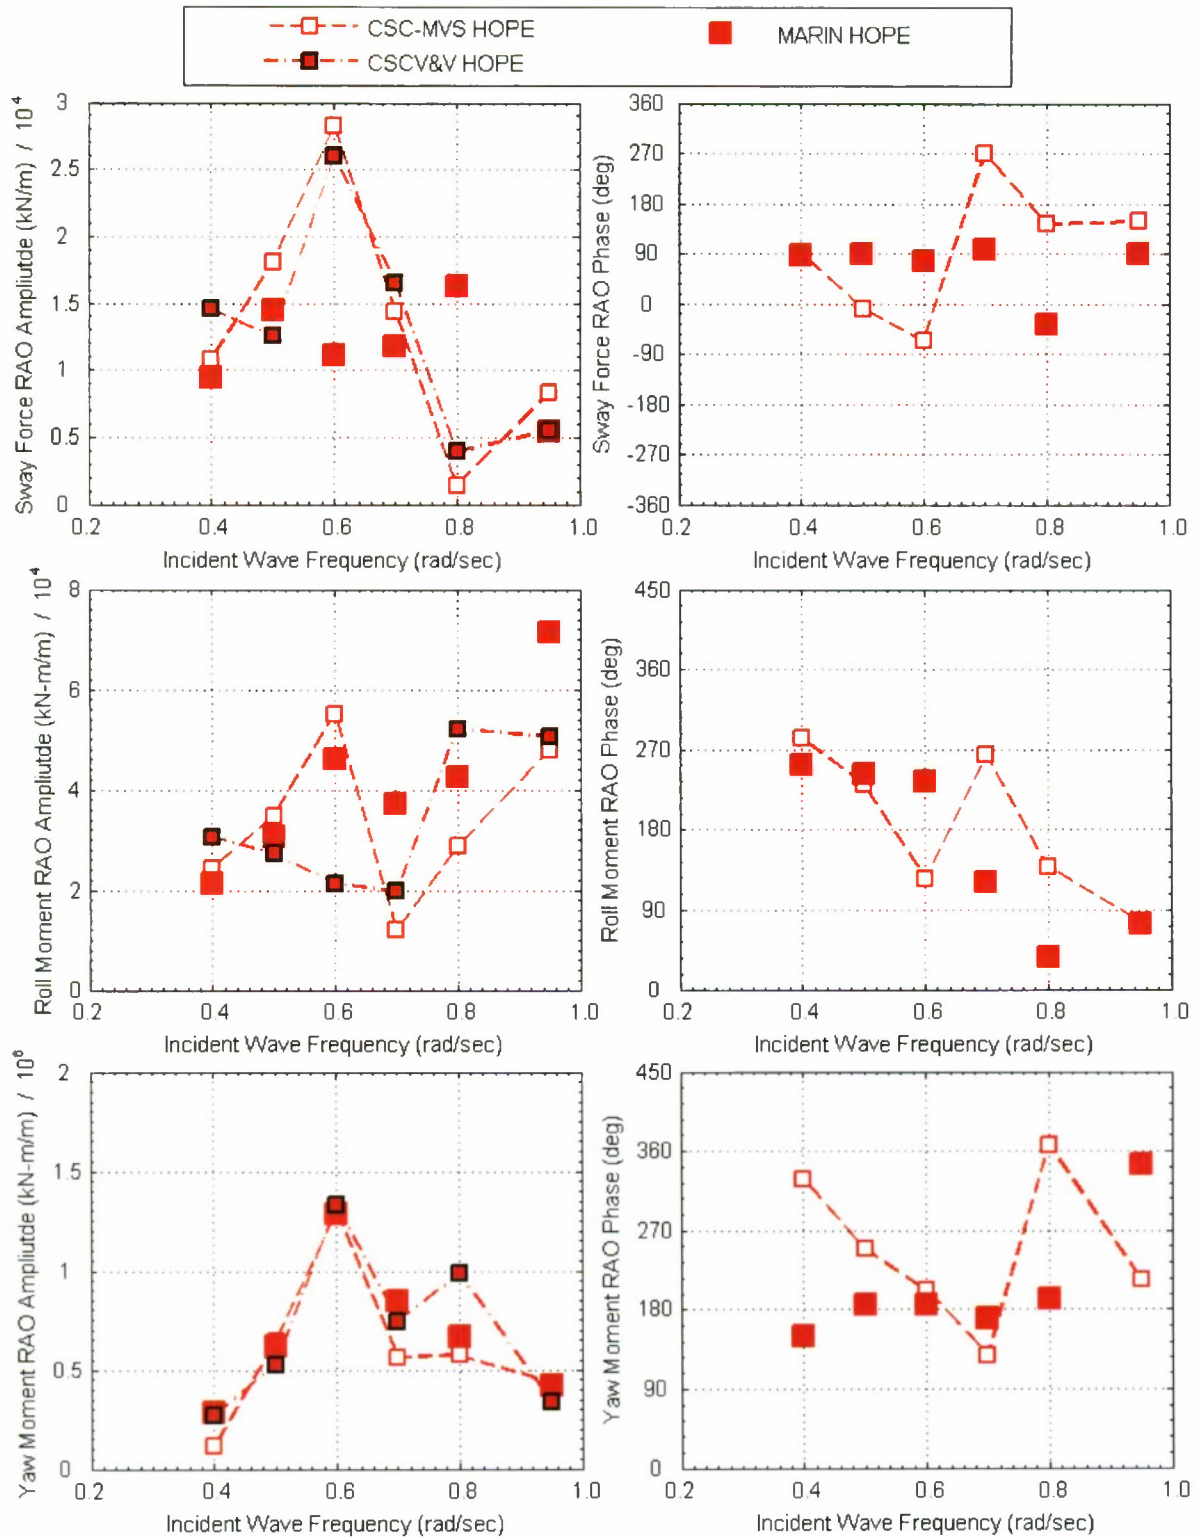 CSC-MVS HOPE
MARIN HOPE
CSCV&V HOPE
Sway Force RAO Ampliutde (kN/m) / 10⁴
3
2.5
2
1.5
1
0.5
0
0.2 0.4 0.6 0.8 1.0
Incident Wave Frequency (rad/sec)
Sway Force RAO Phase (deg)
360
270
180
90
0
-90
-180
-270
-360
0.2 0.4 0.6 0.8 1.0
Incident Wave Frequency (rad/sec)
Roll Moment RAO Ampliutde (kN-m/m) / 10⁴
8
6
4
2
0
0.2 0.4 0.6 0.8 1.0
Incident Wave Frequency (rad/sec)
Roll Moment RAO Phase (deg)
450
360
270
180
90
0
0.2 0.4 0.6 0.8 1.0
Incident Wave Frequency (rad/sec)
Yaw Moment RAO Ampliutde (kN-m/m) / 10⁶
2
1.5
1
0.5
0
0.2 0.4 0.6 0.8 1.0
Incident Wave Frequency (rad/sec)
Yaw Moment RAO Phase (deg)
450
360
270
180
90
0
0.2 0.4 0.6 0.8 1.0
Incident Wave Frequency (rad/sec)